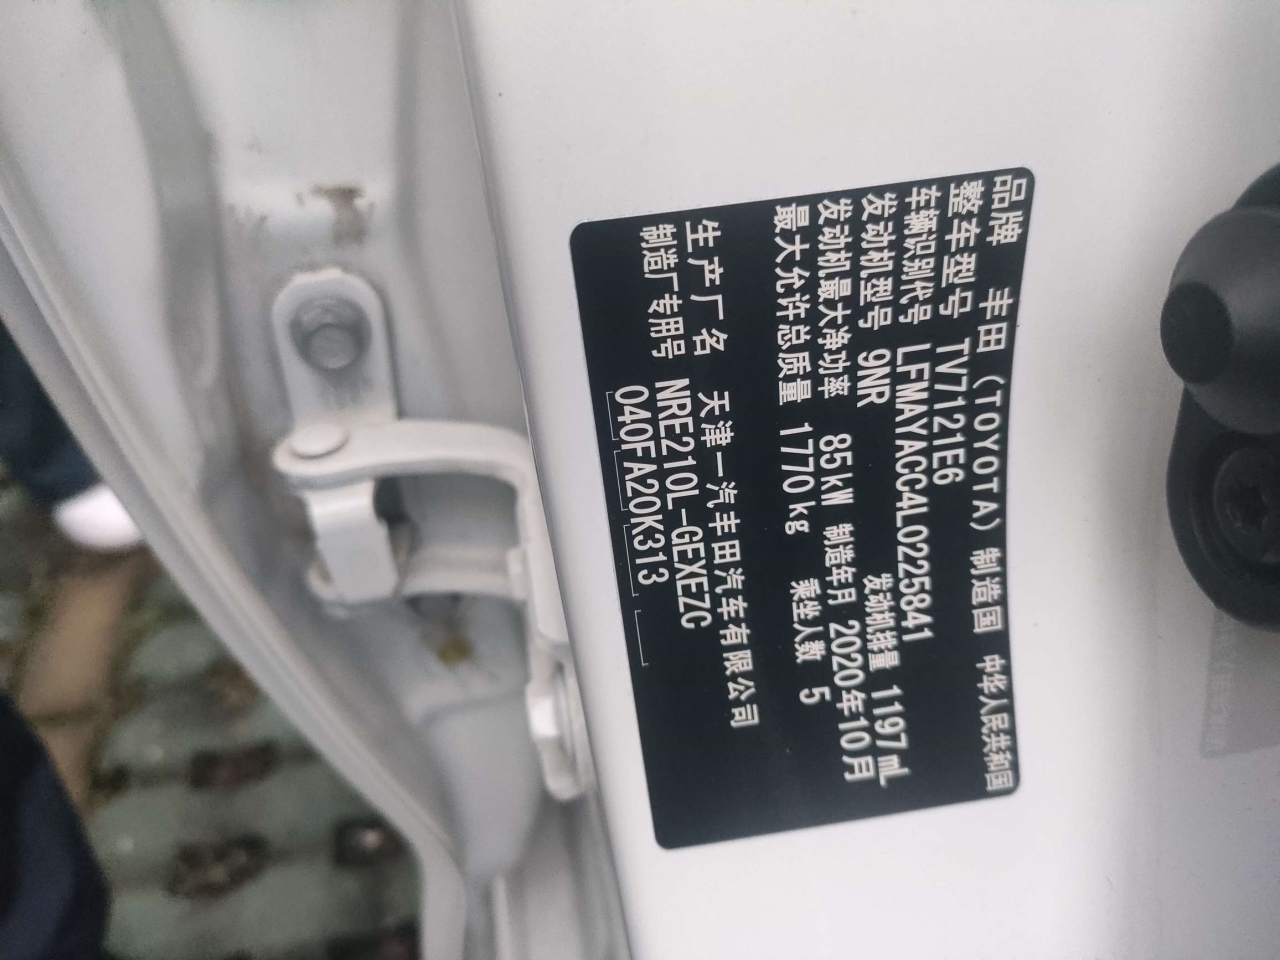 品牌 丰田 (TOYOTA) 制造国 中华人民共和国
整车型号 TV7121E6
车辆识别代号 LFMAYACC4L0225841
发动机型号 9NR 发动机排量 1197 mL
发动机最大净功率 85kW 制造年月 2020年10月
最大允许总质量 1770kg 乘坐人数 5
生产厂名 天津一汽丰田汽车有限公司
制造厂专用号 NRE210L-GEXEZC
040FA20K313